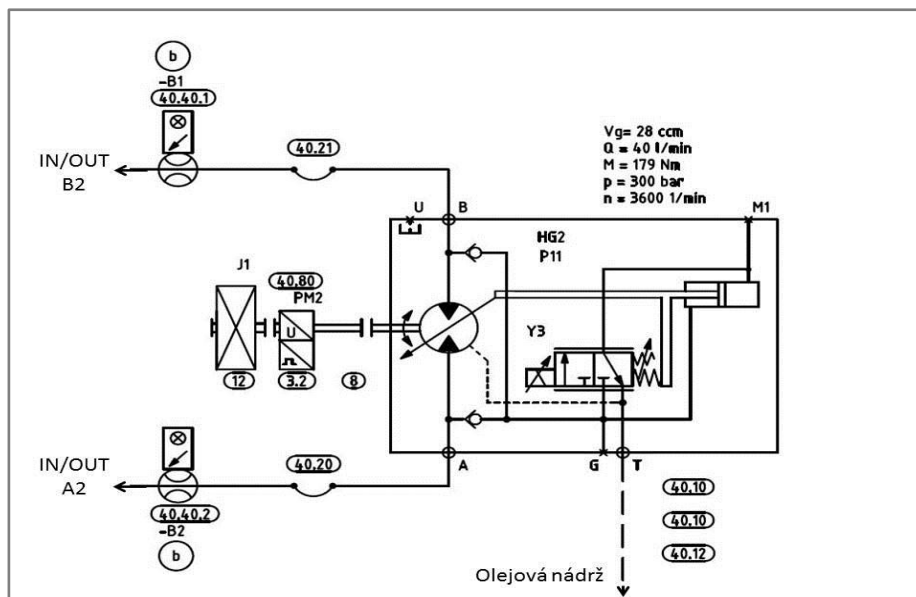 b
-B1
40.40.1
IN/OUT
B2
40.21
Vg= 28 ccm
Q = 40 l/min
M = 179 Nm
p = 300 bar
n = 3600 1/min
U
B
M1
HG2
P11
J1
40.80
PM2
U
Y3
12
3.2
8
IN/OUT
A2
40.20
A
G
T
40.40.2
-B2
b
40.10
40.10
40.12
Olejová nádrž